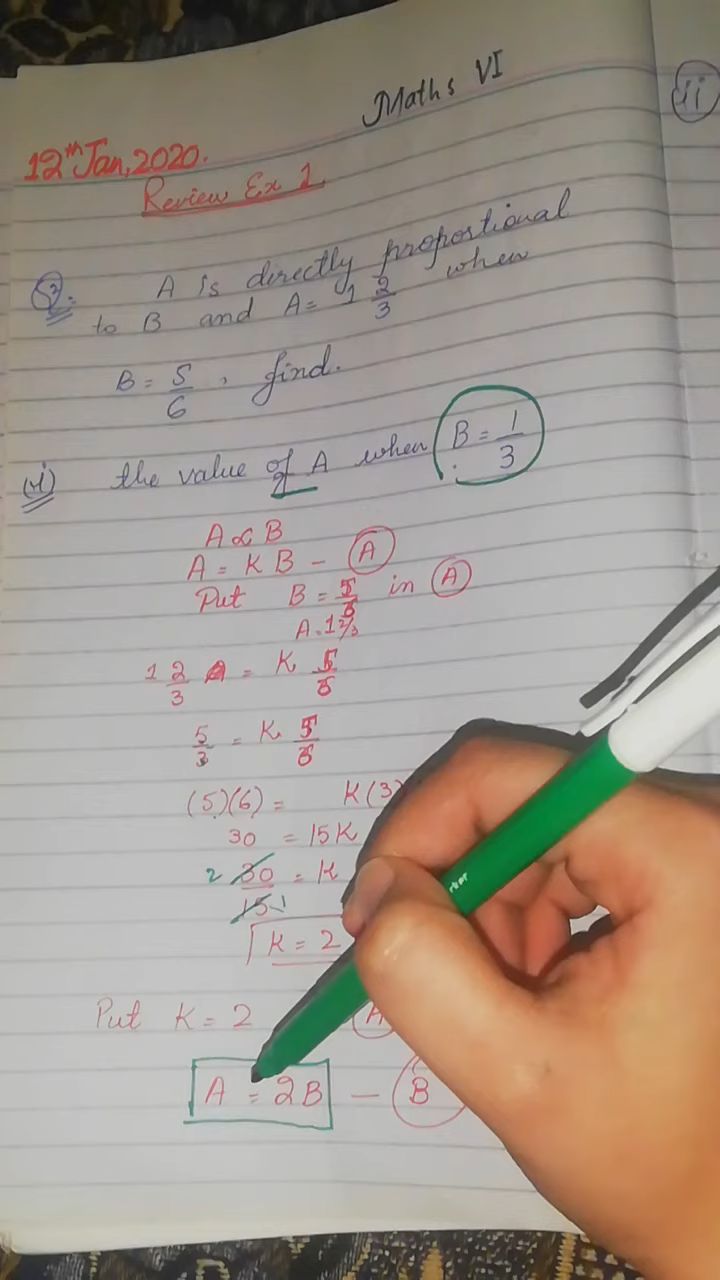 Maths VI
ii
12th Jan, 2020.
Review Ex 1
Q. A is directly proportional
to B and A = 1 2/3 when
B = 5/6, find.
(i) the value of A when B = 1/3
A ∝ B
A = K B - A
Put B = 5/6 in A
A = 1 2/3
1 2/3 = K 5/6
5/3 = K 5/6
(5)(6) = K(3)
30 = 15K
2 30/15 1 = K
K = 2
Put K = 2 A
A = 2B - B